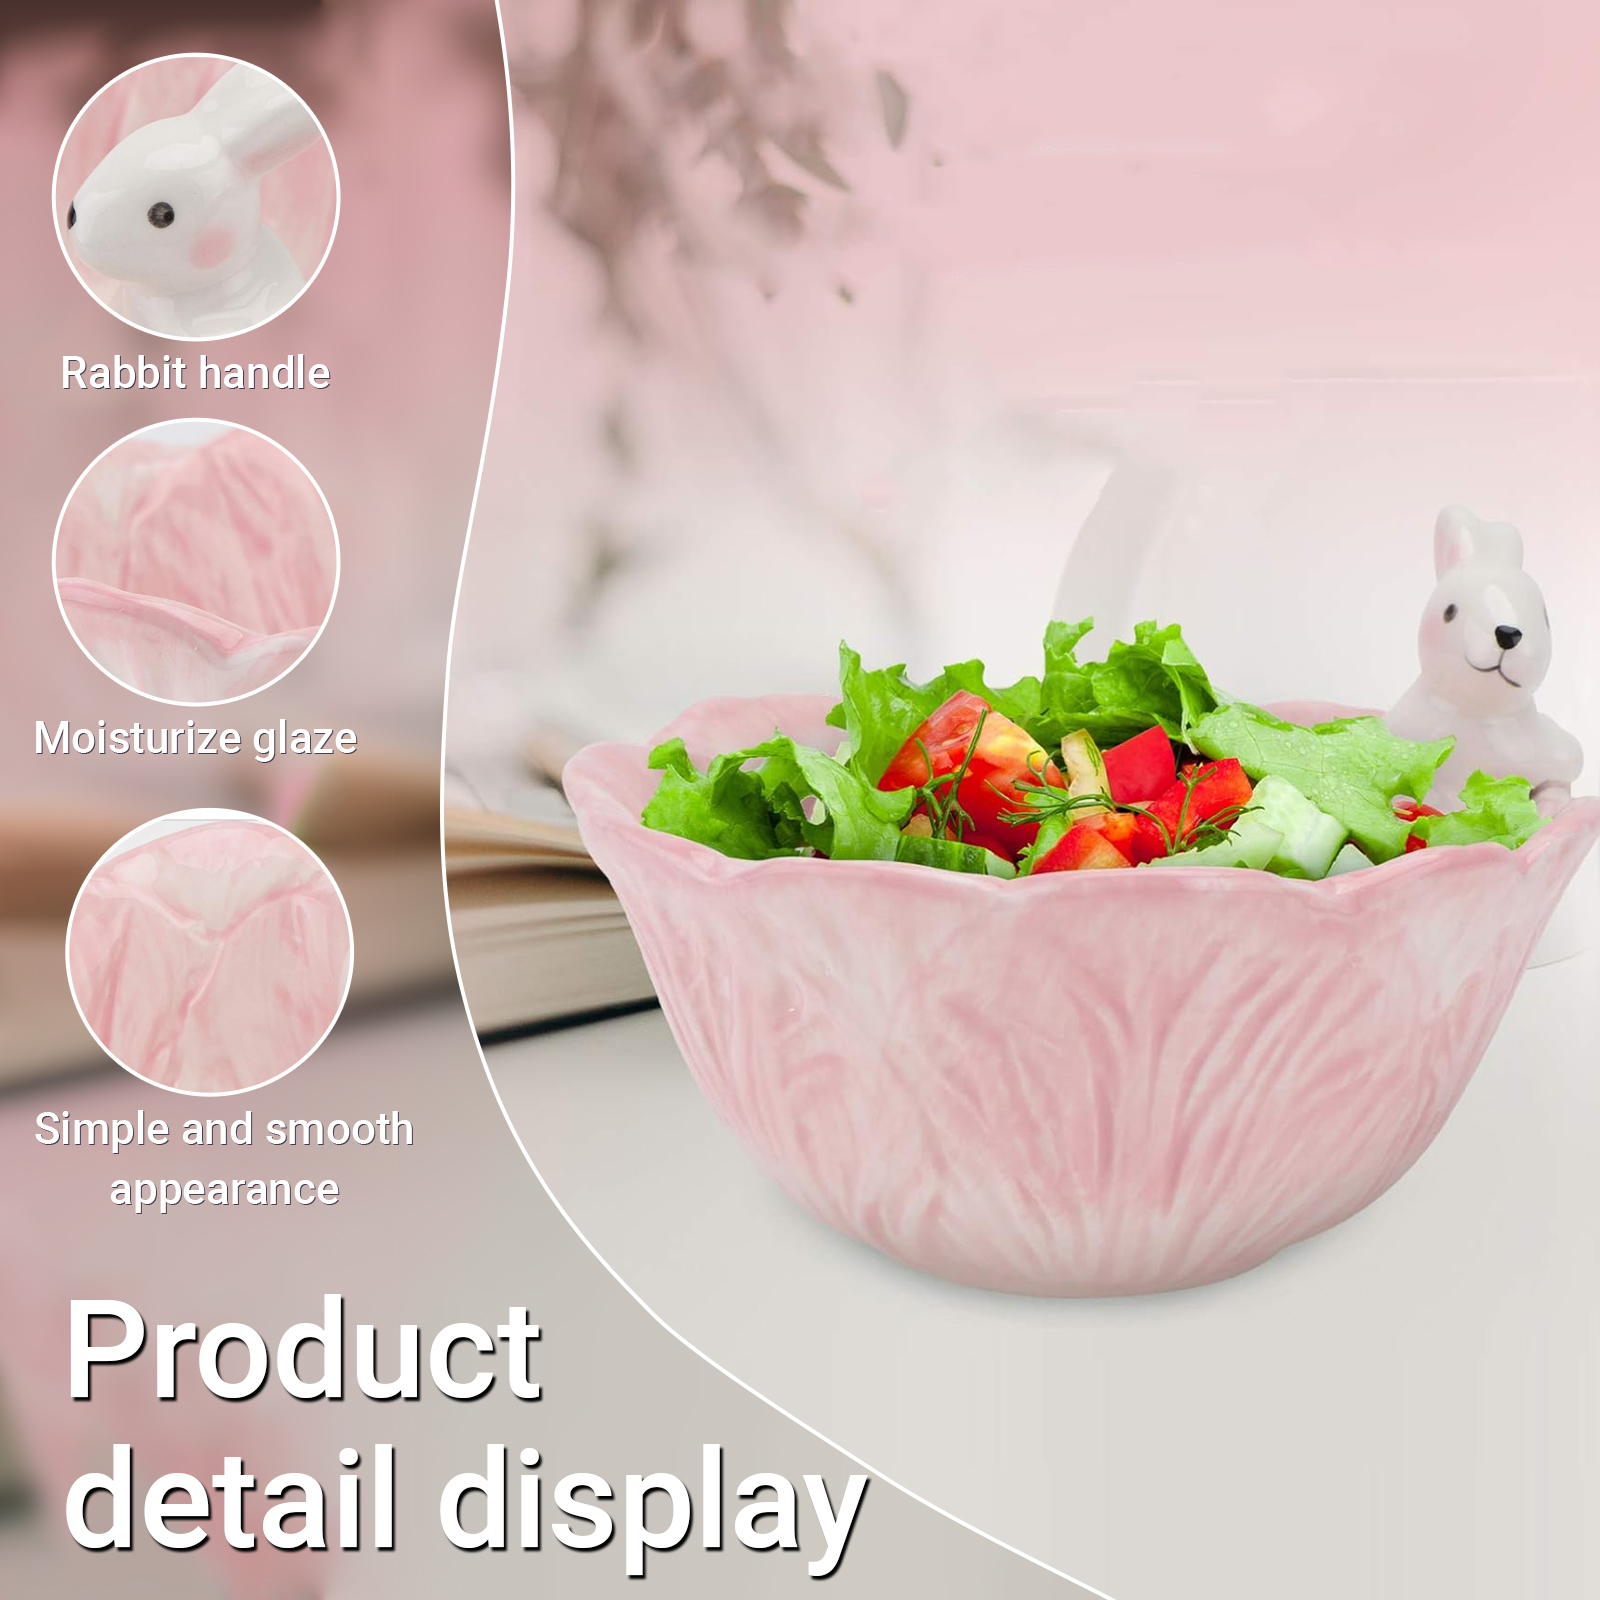 Rabbit handle
Moisturize glaze
Simple and smooth
appearance
Product
detail display